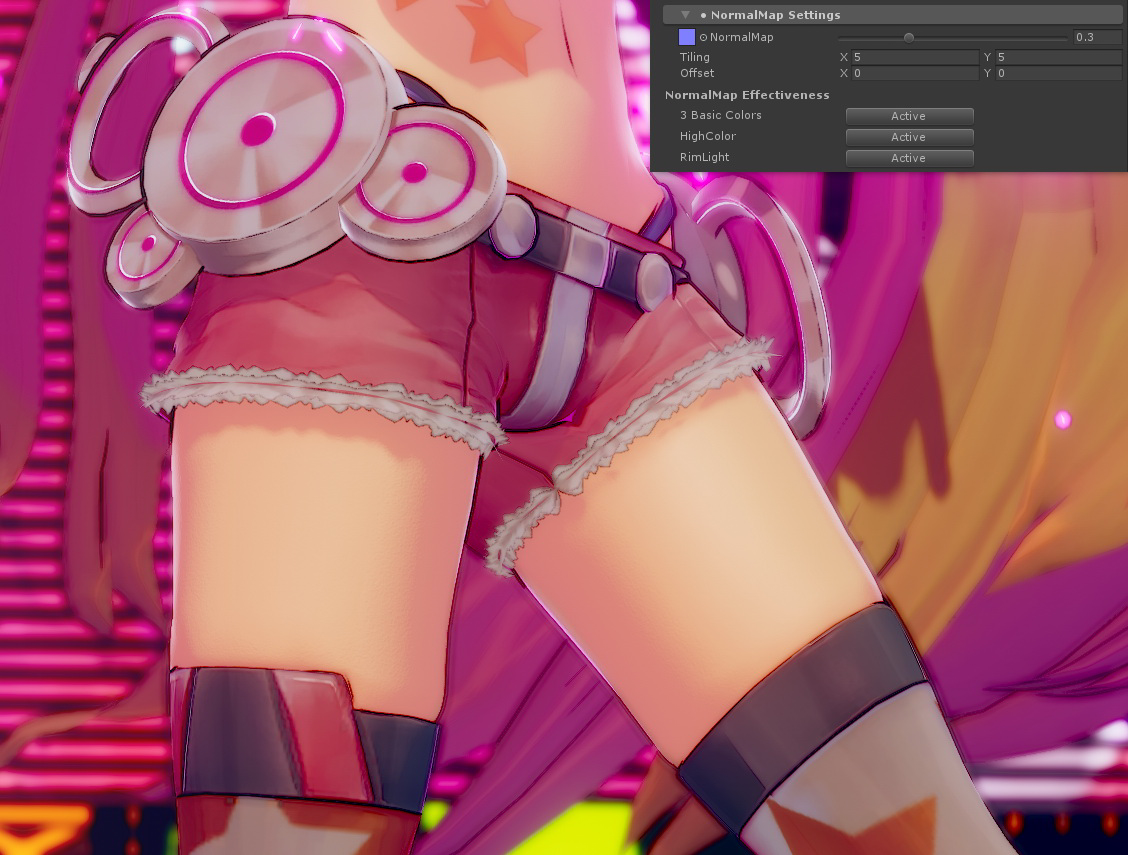 ▼ ● NormalMap Settings
⊙ NormalMap 0.3
Tiling X 5 Y 5
Offset X 0 Y 0
NormalMap Effectiveness
3 Basic Colors Active
HighColor Active
RimLight Active